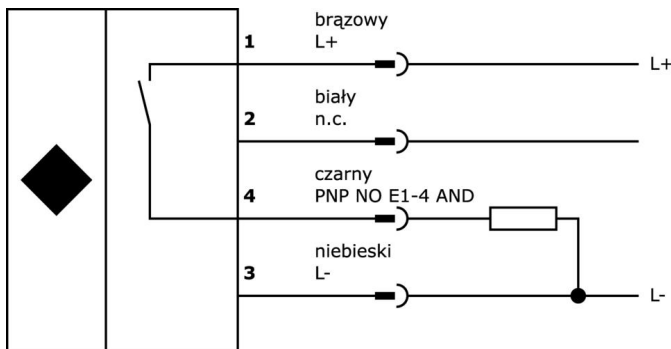 brązowy
1 L+
L+
biały
2 n.c.
czarny
4 PNP NO E1-4 AND
niebieski
3 L-
L-